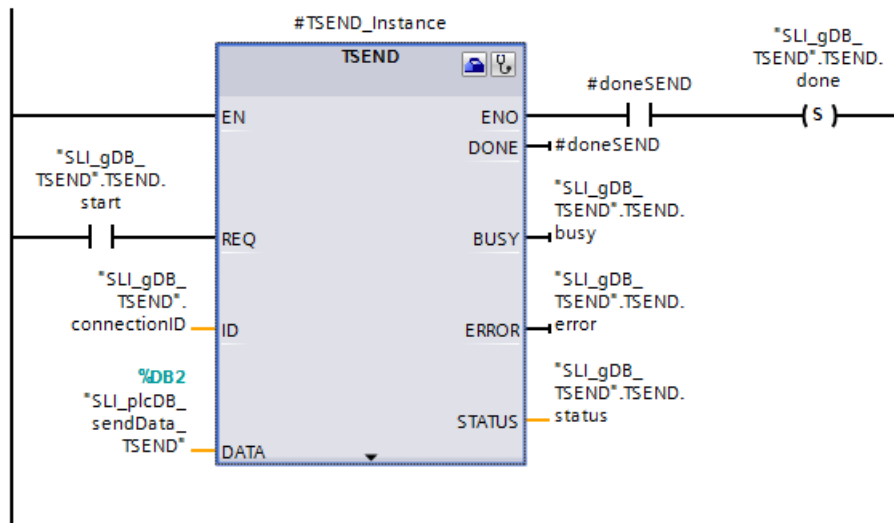 #TSEND_Instance
TSEND
"SLI_gDB_
TSEND".TSEND.
done
#doneSEND
EN
ENO
DONE
#doneSEND
"SLI_gDB_
TSEND".TSEND.
start
REQ
"SLI_gDB_
TSEND".TSEND.
busy
BUSY
"SLI_gDB_
TSEND".
connectionID
ID
"SLI_gDB_
TSEND".TSEND.
error
ERROR
%DB2
"SLI_plcDB_
sendData_
TSEND"
DATA
"SLI_gDB_
TSEND".TSEND.
status
STATUS
(S)